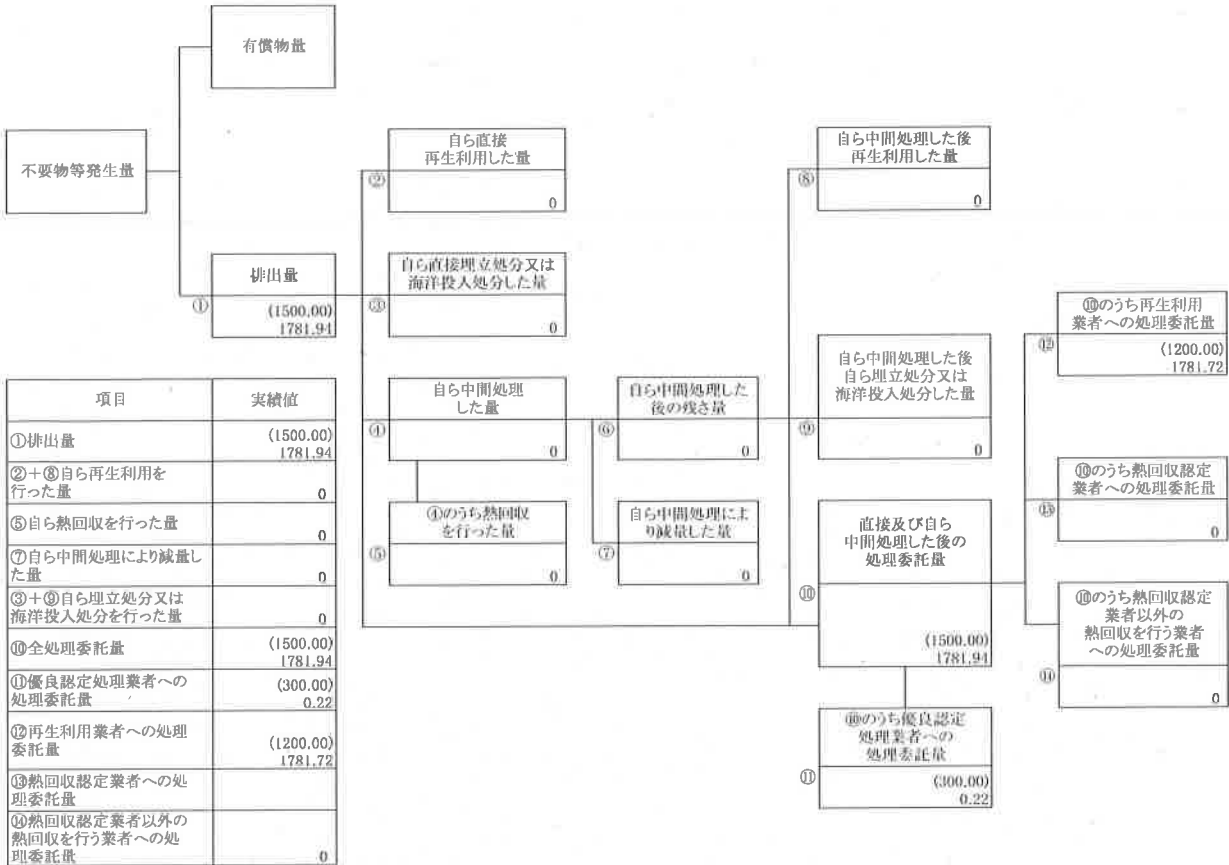 有償物量
不要物等発生量
排出量
①
(1500.00)
1781.94
自ら直接
再生利用した量
②
0
自ら直接埋立処分又は
海洋投入処分した量
③
0
自ら中間処理
した量
④
0
④のうち熱回収
を行った量
⑤
0
自ら中間処理した
後の残さ量
⑥
0
自ら中間処理によ
り減量した量
⑦
0
自ら中間処理した後
再生利用した量
⑧
0
自ら中間処理した後
自ら埋立処分又は
海洋投入処分した量
⑨
0
直接及び自ら
中間処理した後の
処理委託量
⑩
(1500.00)
1781.94
⑩のうち優良認定
処理業者への
処理委託量
⑪
(300.00)
0.22
⑩のうち再生利用
業者への処理委託量
⑫
(1200.00)
1781.72
⑩のうち熱回収認定
業者への処理委託量
⑬
0
⑩のうち熱回収認定
業者以外の
熱回収を行う業者
への処理委託量
⑭
0
項目 実績値
①排出量 (1500.00)
1781.94
②+⑧自ら再生利用を
行った量 0
⑤自ら熱回収を行った量 0
⑦自ら中間処理により減量し
た量 0
③+⑨自ら埋立処分又は
海洋投入処分を行った量 0
⑩全処理委託量 (1500.00)
1781.94
⑪優良認定処理業者への
処理委託量 (300.00)
0.22
⑫再生利用業者への処理
委託量 (1200.00)
1781.72
⑬熱回収認定業者への処
理委託量
⑭熱回収認定業者以外の
熱回収を行う業者への処
理委託量 0